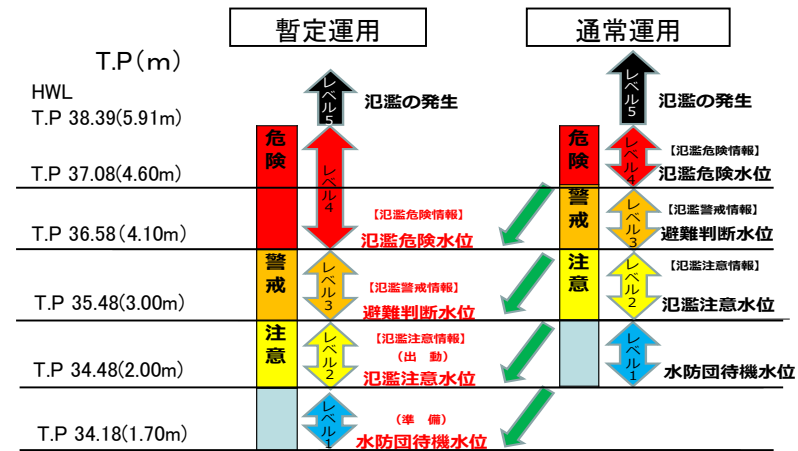 暫定運用
通常運用
T.P(m)
HWL
T.P 38.39(5.91m)
T.P 37.08(4.60m)
T.P 36.58(4.10m)
T.P 35.48(3.00m)
T.P 34.48(2.00m)
T.P 34.18(1.70m)
危険
警戒
注意
レベル5
氾濫の発生
レベル4
【氾濫危険情報】
氾濫危険水位
レベル3
【氾濫警戒情報】
避難判断水位
レベル2
【氾濫注意情報】
(出 動)
氾濫注意水位
レベル1
(準 備)
水防団待機水位
危険
警戒
注意
レベル5
氾濫の発生
レベル4
【氾濫危険情報】
氾濫危険水位
レベル3
【氾濫警戒情報】
避難判断水位
レベル2
【氾濫注意情報】
氾濫注意水位
レベル1
水防団待機水位